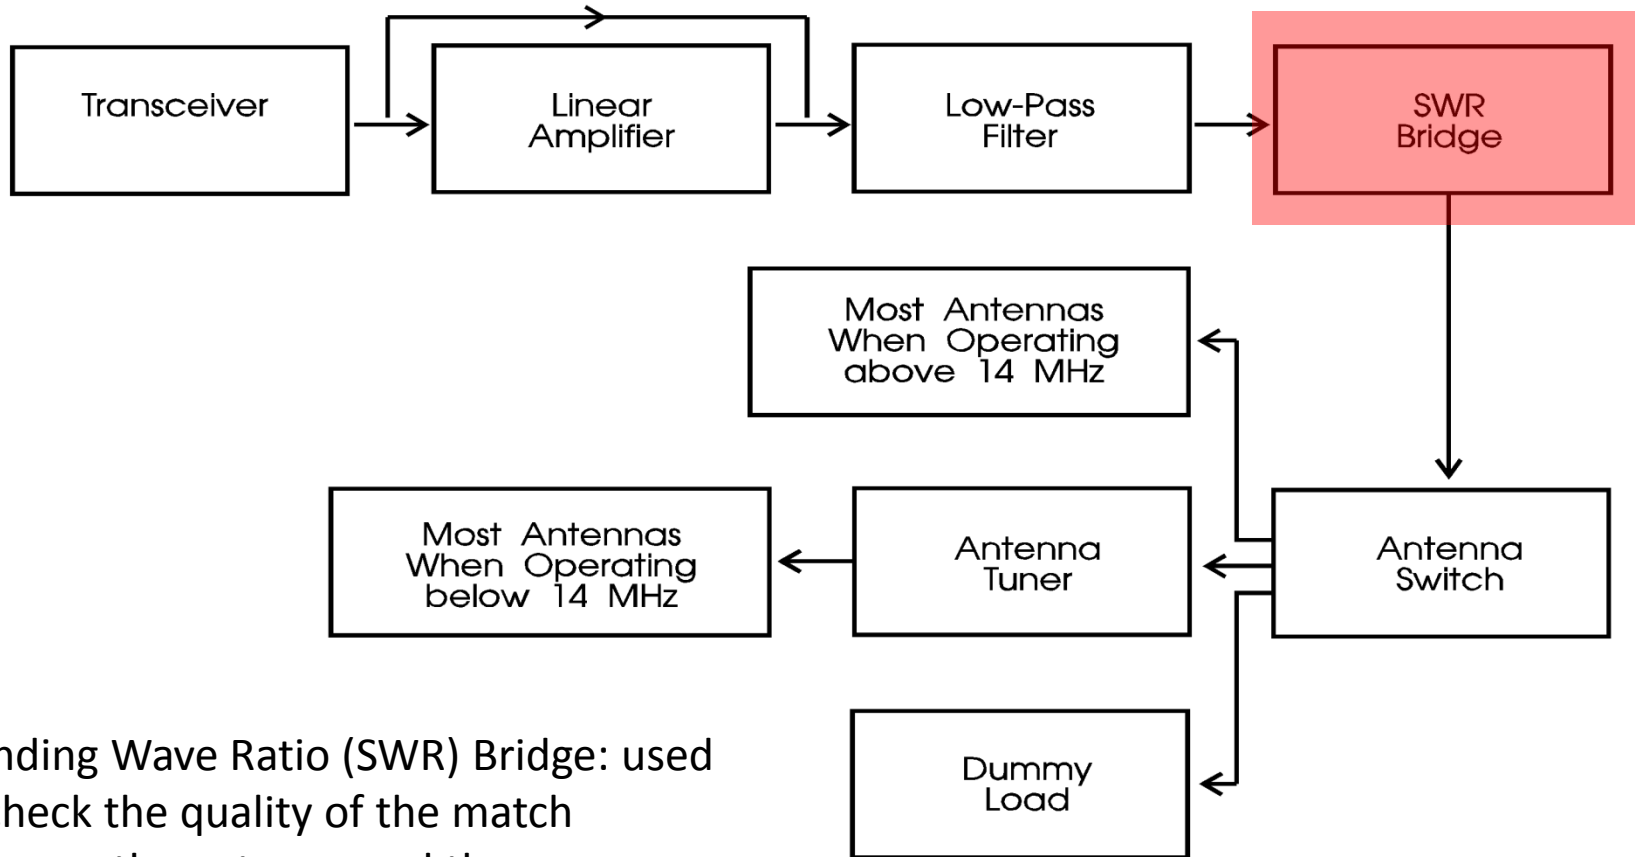 Transceiver
Linear
Amplifier
Low-Pass
Filter
SWR
Bridge
Most Antennas
When Operating
above 14 MHz
Most Antennas
When Operating
below 14 MHz
Antenna
Tuner
Antenna
Switch
Dummy
Load
nding Wave Ratio (SWR) Bridge: used
heck the quality of the match